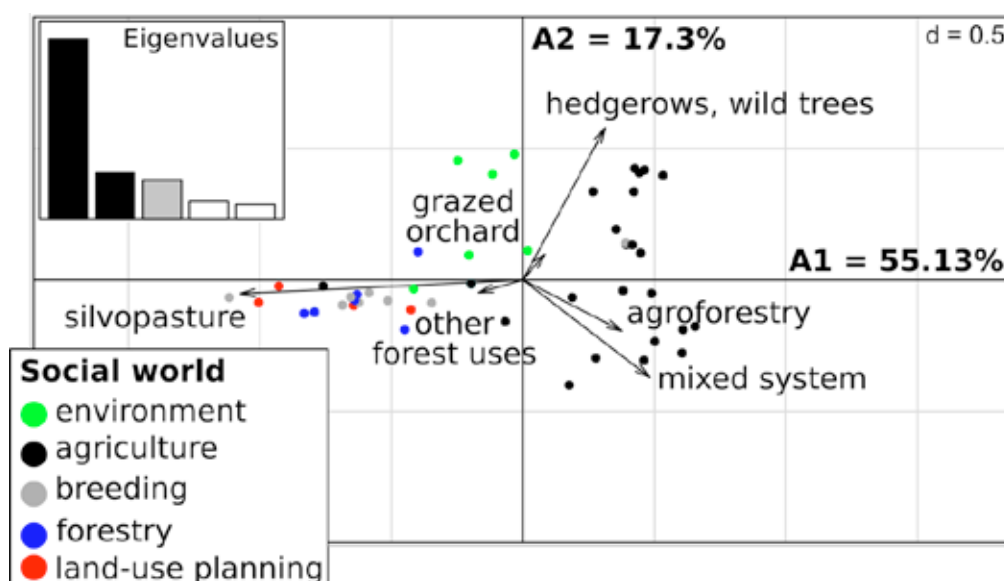 Eigenvalues
A2 = 17.3%
d = 0.5
hedgerows, wild trees
grazed
orchard
A1 = 55.13%
silvopasture
other
forest uses
agroforestry
mixed system
Social world
environment
agriculture
breeding
forestry
land-use planning